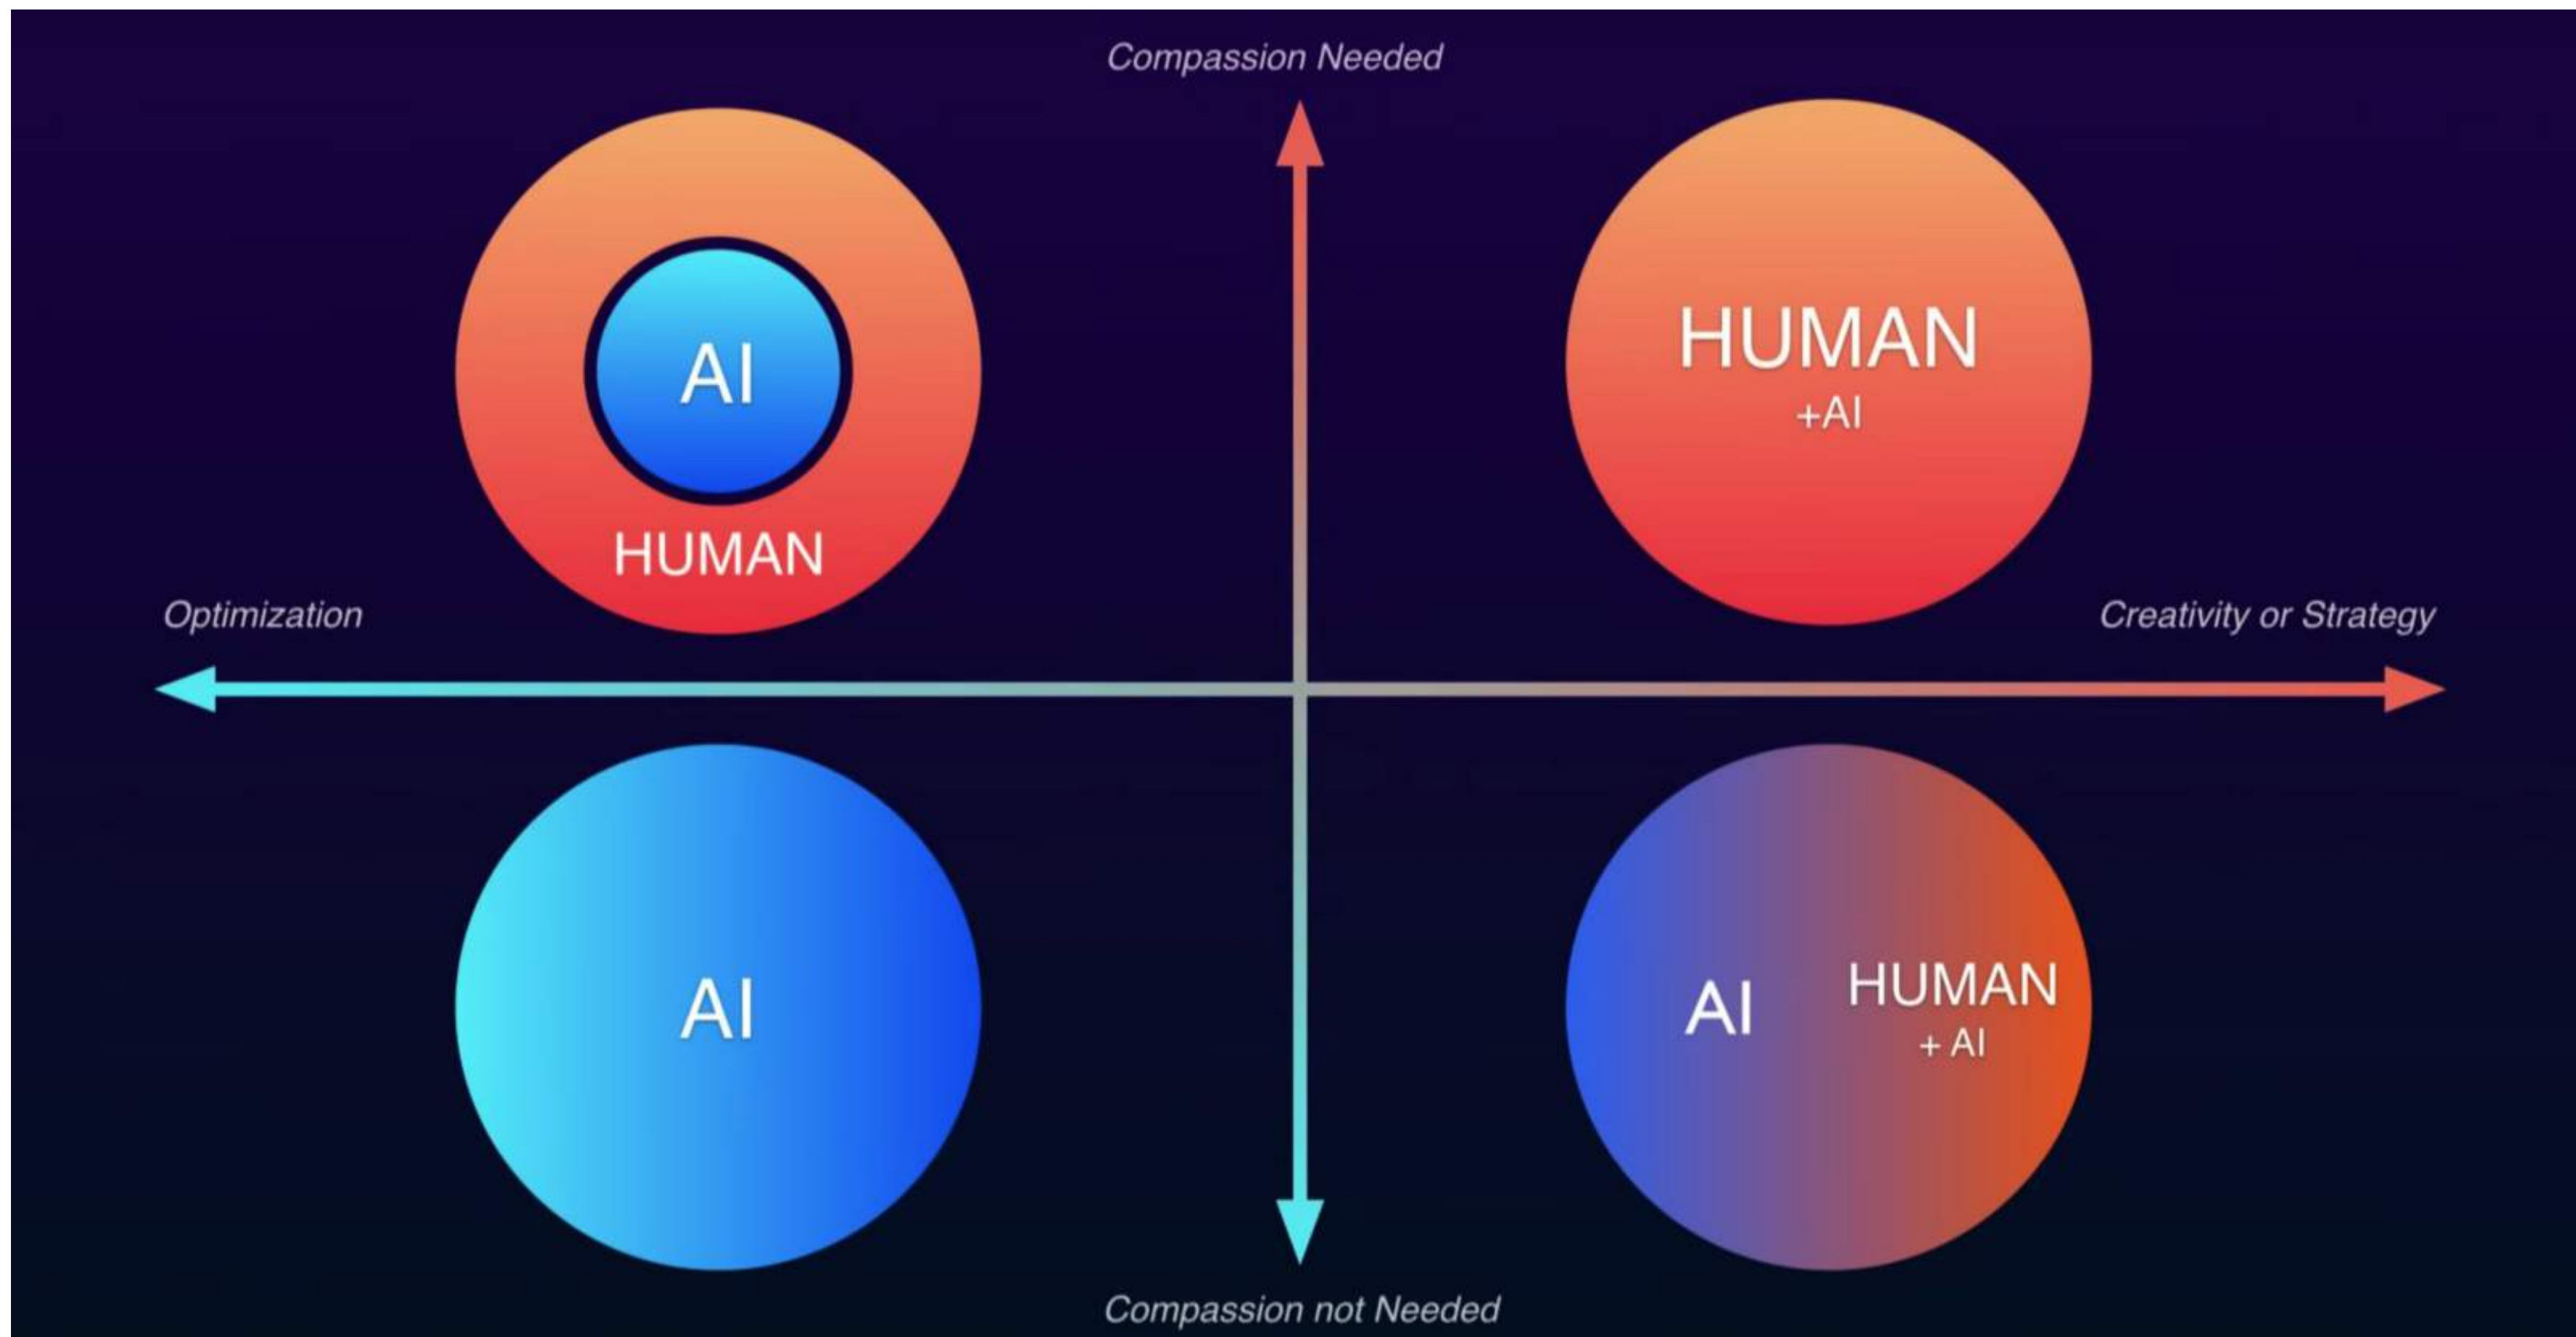 Compassion Needed
AI
HUMAN
HUMAN
+AI
Optimization
Creativity or Strategy
AI
AI
HUMAN
+ AI
Compassion not Needed